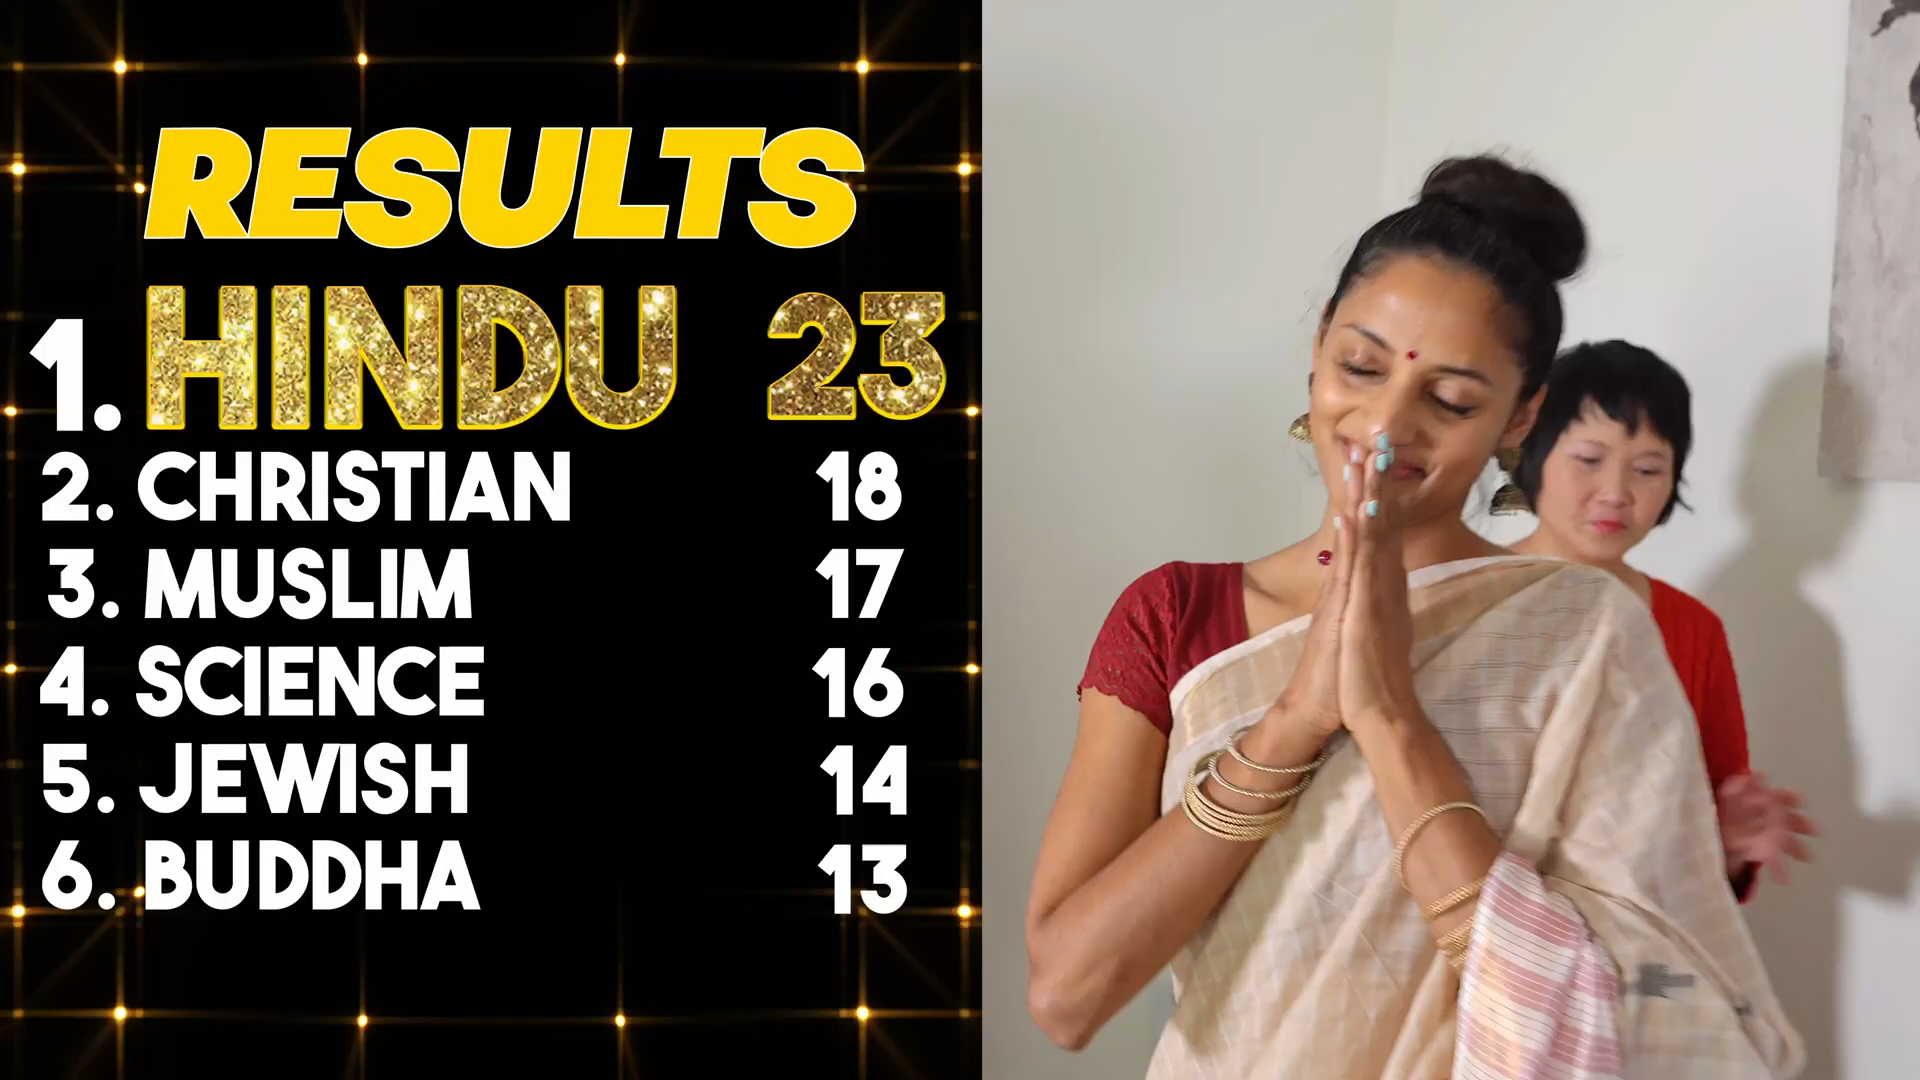 RESULTS
1. HINDU 23
2. CHRISTIAN 18
3. MUSLIM 17
4. SCIENCE 16
5. JEWISH 14
6. BUDDHA 13